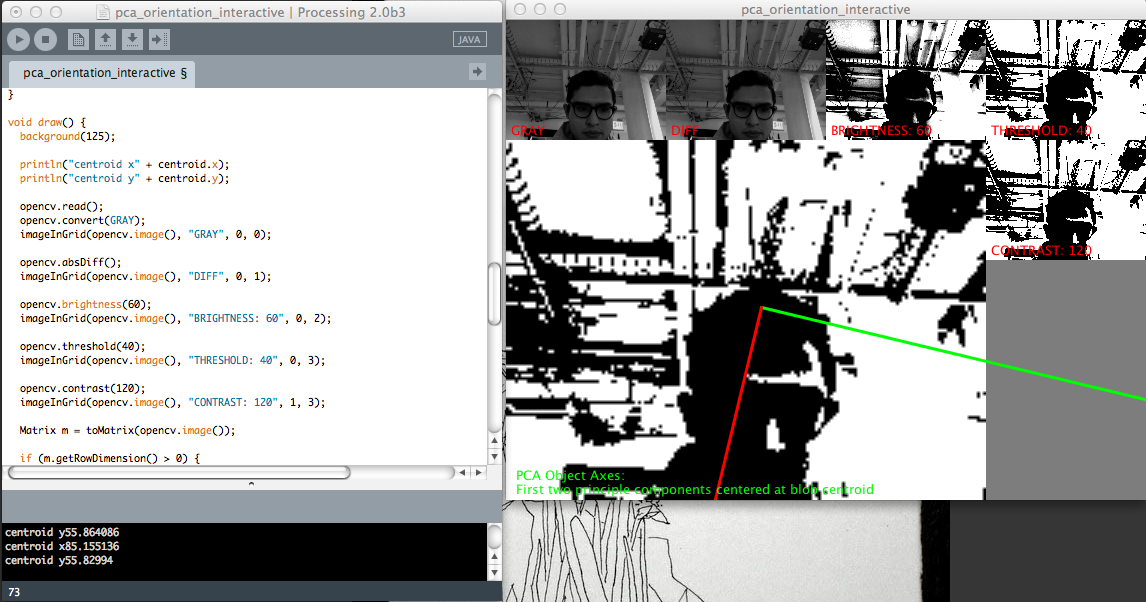 pca_orientation_interactive | Processing 2.0b3
JAVA
pca_orientation_interactive §
}
void draw() {
background(125);
println("centroid x" + centroid.x);
println("centroid y" + centroid.y);
opencv.read();
opencv.convert(GRAY);
imageInGrid(opencv.image(), "GRAY", 0, 0);
opencv.absDiff();
imageInGrid(opencv.image(), "DIFF", 0, 1);
opencv.brightness(60);
imageInGrid(opencv.image(), "BRIGHTNESS: 60", 0, 2);
opencv.threshold(40);
imageInGrid(opencv.image(), "THRESHOLD: 40", 0, 3);
opencv.contrast(120);
imageInGrid(opencv.image(), "CONTRAST: 120", 1, 3);
Matrix m = toMatrix(opencv.image());
if (m.getRowDimension() > 0) {
centroid y55.864086
centroid x85.155136
centroid y55.82994
73
pca_orientation_interactive
GRAY
DIFF
BRIGHTNESS: 60
THRESHOLD: 40
CONTRAST: 120
PCA Object Axes:
First two principle components centered at blob centroid